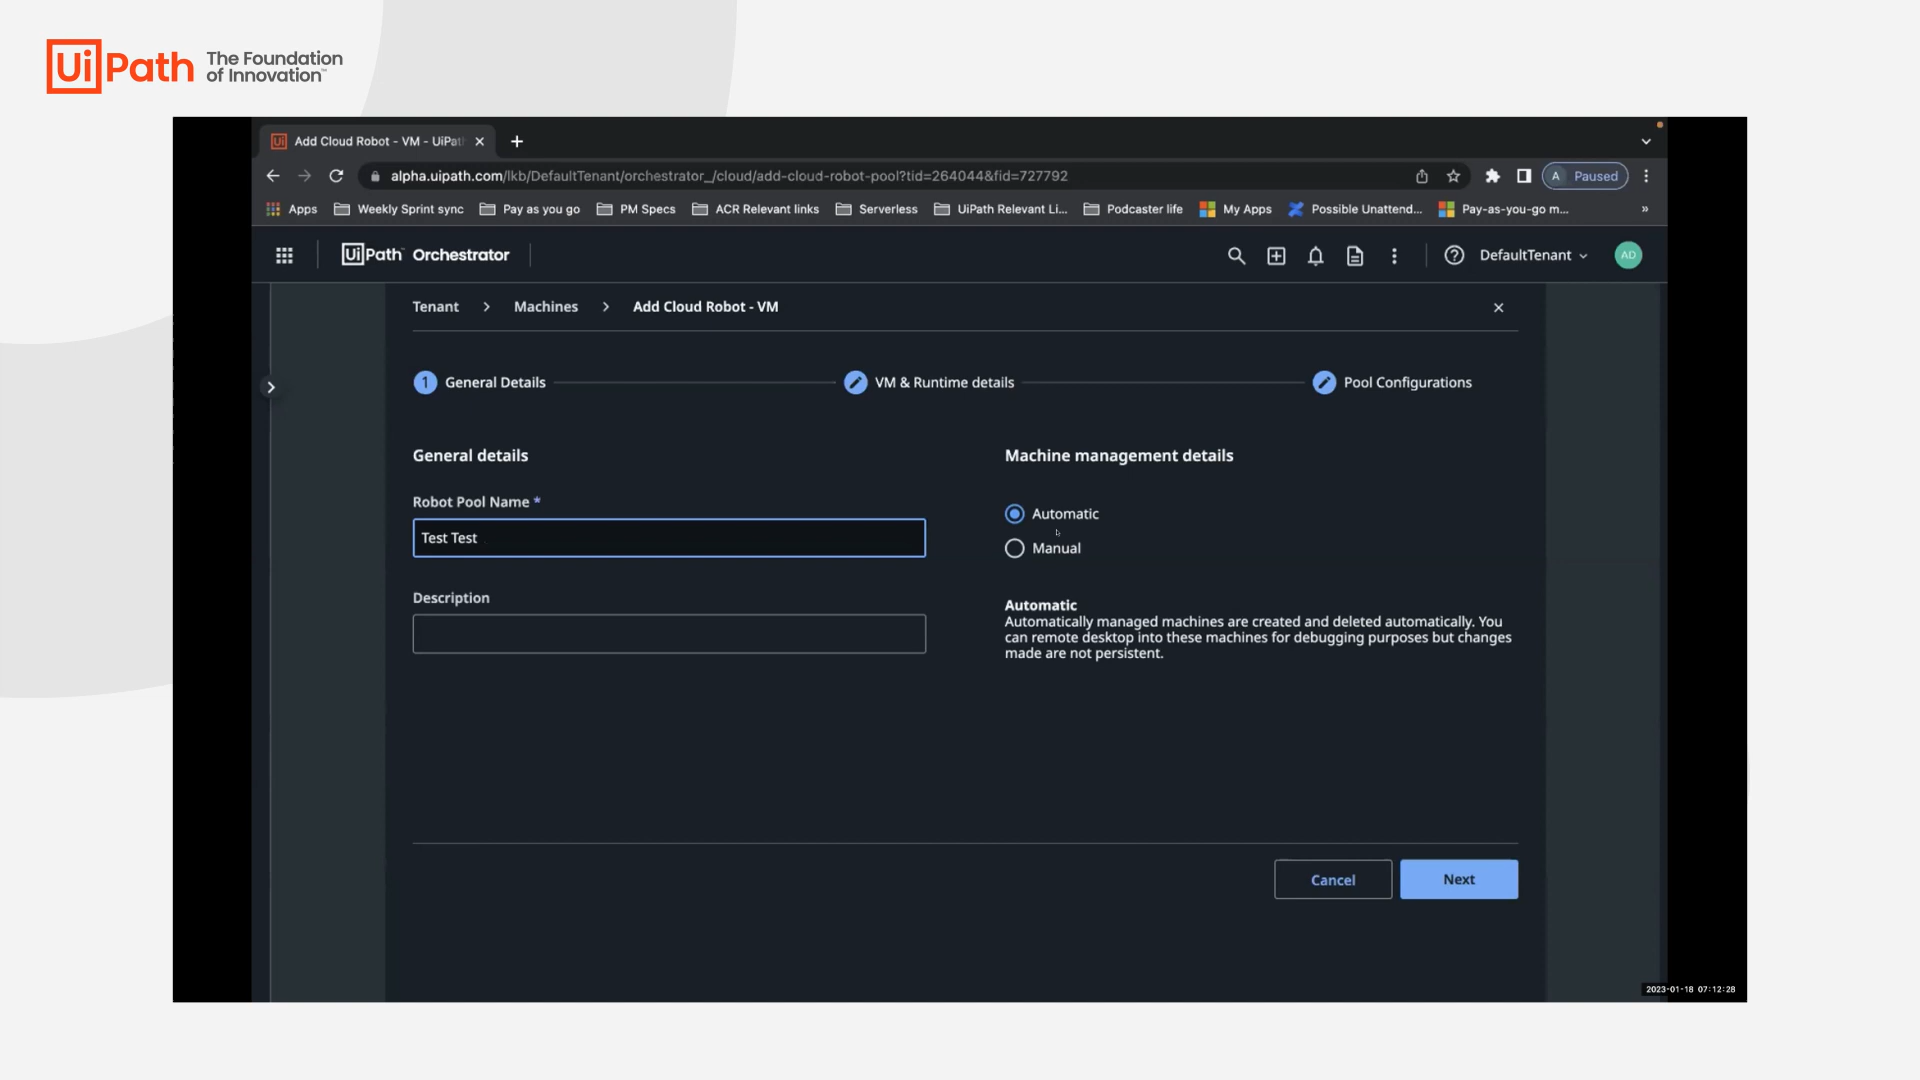 UiPath The Foundation of Innovation™
Add Cloud Robot - VM - UiPat
alpha.uipath.com/lkb/DefaultTenant/orchestrator_/cloud/add-cloud-robot-pool?tid=264044&fid=727792
A Paused
Apps Weekly Sprint sync Pay as you go PM Specs ACR Relevant links Serverless UiPath Relevant Li... Podcaster life My Apps Possible Unattend... Pay-as-you-go m... »
UiPath™ Orchestrator
DefaultTenant
AD
Tenant > Machines > Add Cloud Robot - VM
1 General Details
VM & Runtime details
Pool Configurations
General details
Robot Pool Name *
Test Test
Description
Machine management details
Automatic
Manual
Automatic
Automatically managed machines are created and deleted automatically. You
can remote desktop into these machines for debugging purposes but changes
made are not persistent.
Cancel
Next
2023-01-18 07:12:28